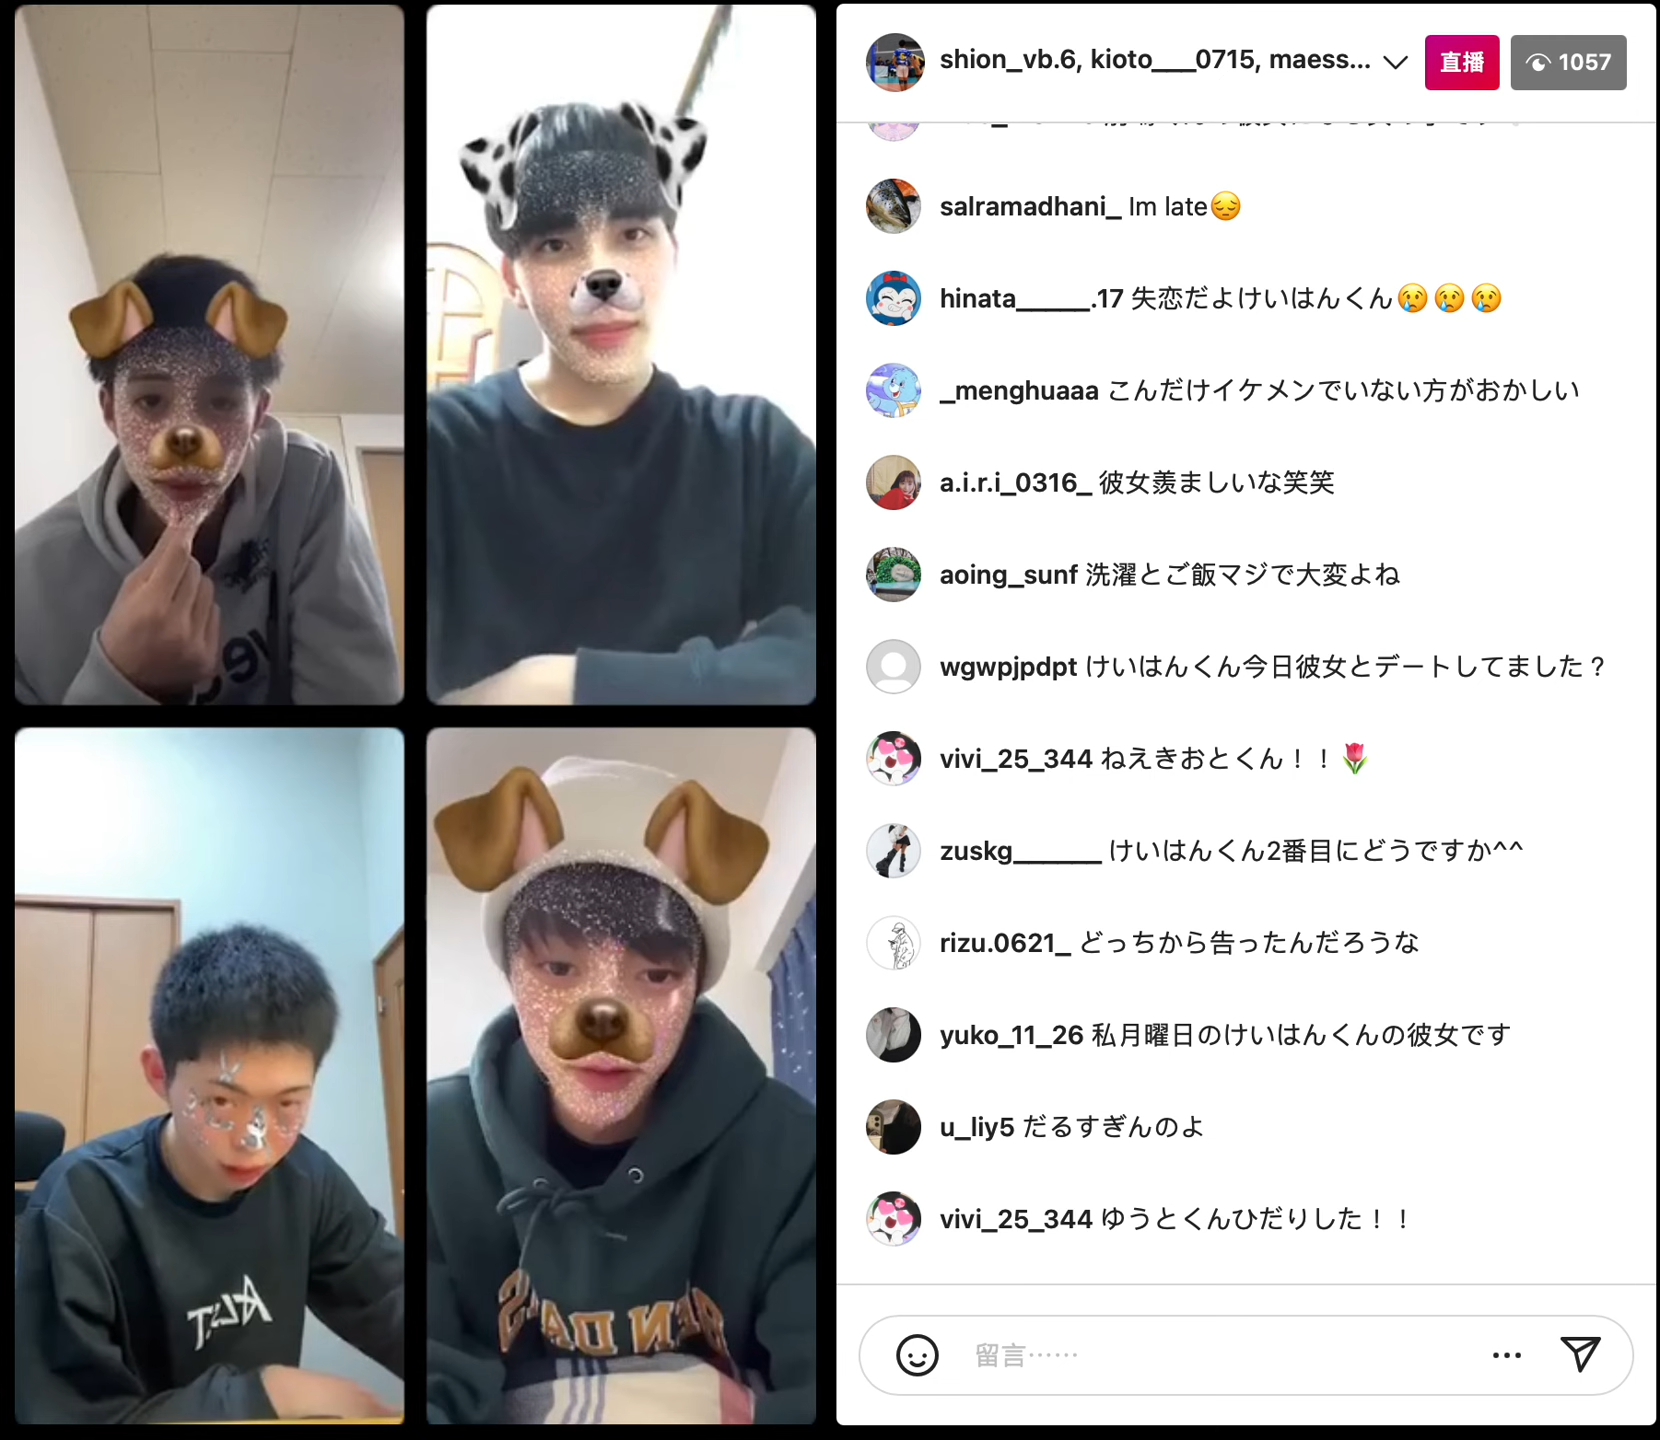 shion_vb.6, kioto___0715, maess...
直播
1057
salramadhani_ Im late😔
hinata______.17 失恋だよけいはんくん😢😢😢
_menghuaaa こんだけイケメンでいない方がおかしい
a.i.r.i_0316_ 彼女羨ましいな笑笑
aoing_sunf 洗濯とご飯マジで大変よね
wgwpjpdpt けいはんくん今日彼女とデートしてました？
vivi_25_344 ねえきおとくん！！🌷
zuskg_______ けいはんくん2番目にどうですか^^
rizu.0621_ どっちから告ったんだろうな
yuko_11_26 私月曜日のけいはんくんの彼女です
u_liy5 だるすぎんのよ
vivi_25_344 ゆうとくんひだりした！！
留言……